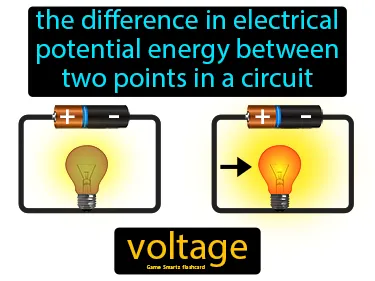 the difference in electrical
potential energy between
two points in a circuit
+ -
+ -
voltage
Game Smartz flashcard